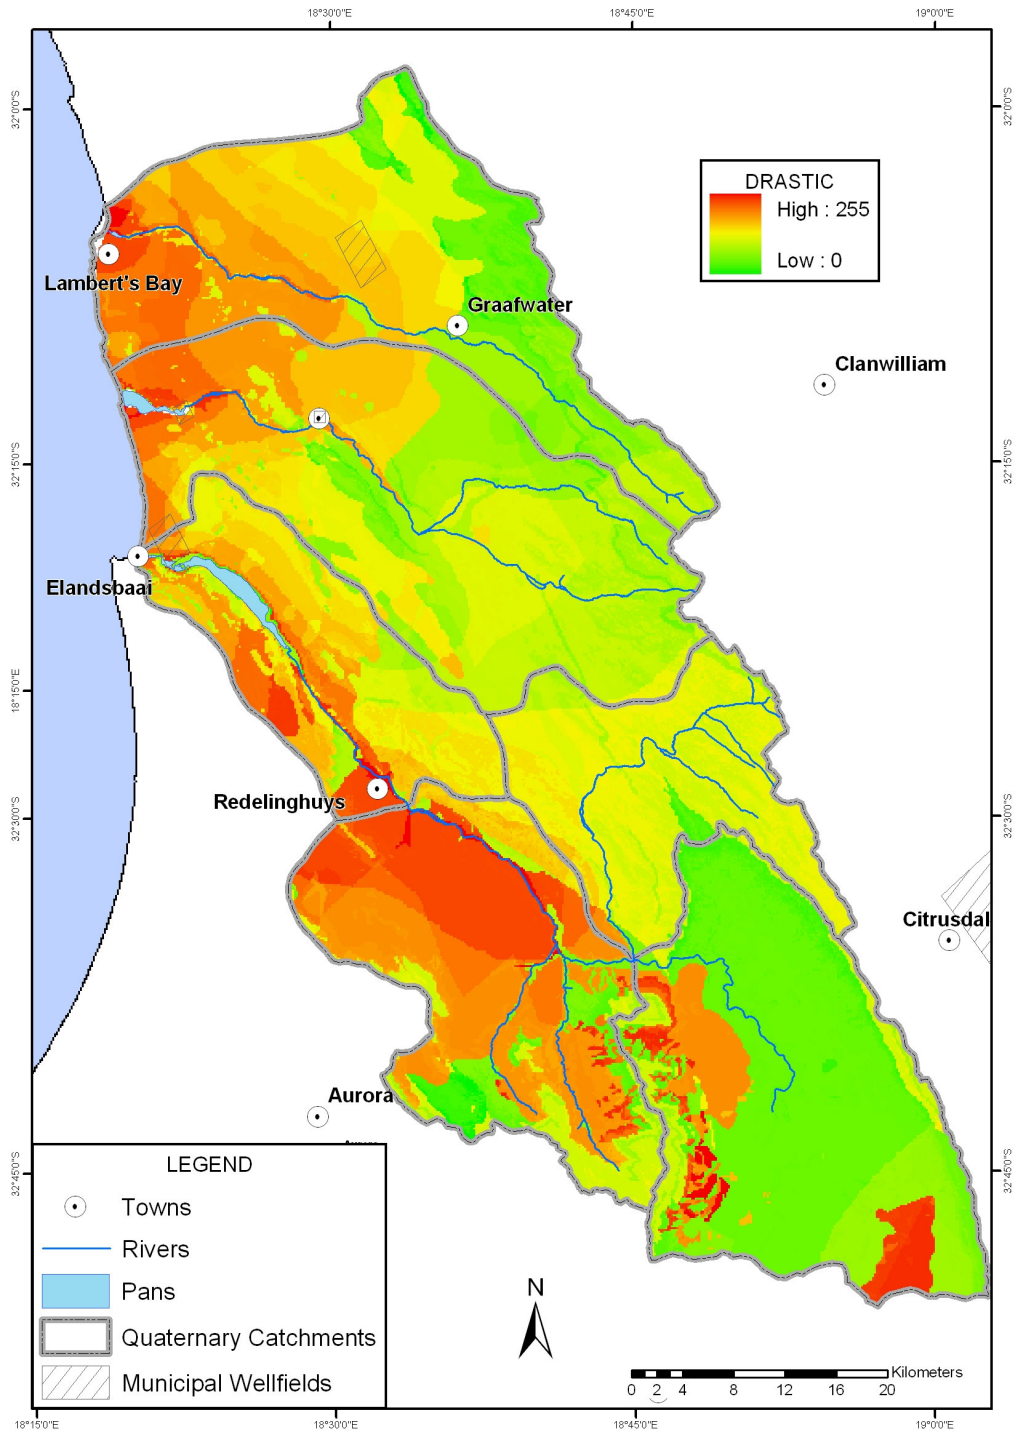 18°30'0"E
18°45'0"E
19°0'0"E
32°0'0"S
32°0'0"S
DRASTIC
High : 255
Low : 0
Lambert's Bay
Graafwater
Clanwilliam
32°15'0"S
32°15'0"S
Elandsbaai
18°15'0"E
Redelinghuys
32°30'0"S
32°30'0"S
Citrusdal
Aurora
LEGEND
Towns
Rivers
Pans
Quaternary Catchments
Municipal Wellfields
32°45'0"S
32°45'0"S
N
Kilometers
0 2 4 8 12 16 20
18°15'0"E
18°30'0"E
18°45'0"E
19°0'0"E